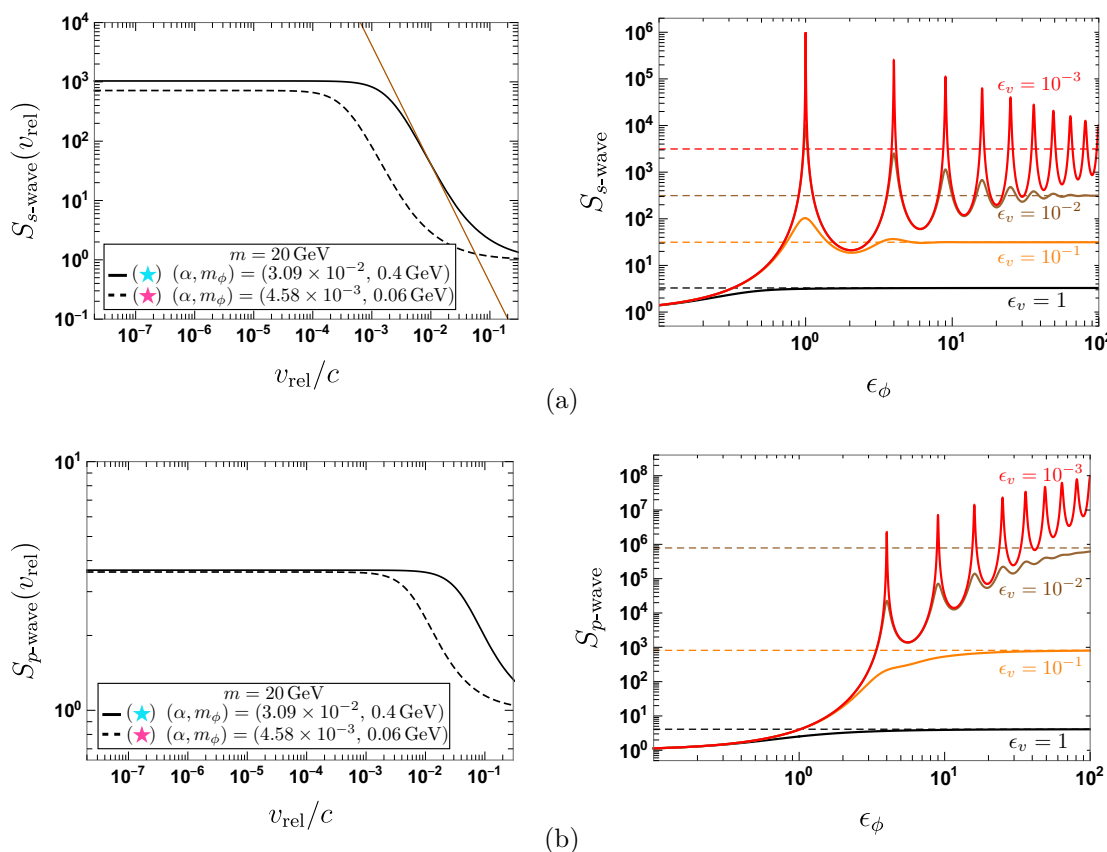 S_{s-wave}(v_rel)
10^4
10^3
10^2
10^1
10^0
10^{-1}
m = 20 GeV
(★) (α, m_ϕ) = (3.09 × 10^{-2}, 0.4 GeV)
(★) (α, m_ϕ) = (4.58 × 10^{-3}, 0.06 GeV)
10^{-7} 10^{-6} 10^{-5} 10^{-4} 10^{-3} 10^{-2} 10^{-1}
v_rel/c
S_{s-wave}
10^6
10^5
10^4
10^3
10^2
10^1
10^0
ϵ_v = 10^{-3}
ϵ_v = 10^{-2}
ϵ_v = 10^{-1}
ϵ_v = 1
10^0 10^1 10^2
ϵ_ϕ
(a)
S_{p-wave}(v_rel)
10^1
10^0
m = 20 GeV
(★) (α, m_ϕ) = (3.09 × 10^{-2}, 0.4 GeV)
(★) (α, m_ϕ) = (4.58 × 10^{-3}, 0.06 GeV)
10^{-7} 10^{-6} 10^{-5} 10^{-4} 10^{-3} 10^{-2} 10^{-1}
v_rel/c
S_{p-wave}
10^8
10^7
10^6
10^5
10^4
10^3
10^2
10^1
10^0
ϵ_v = 10^{-3}
ϵ_v = 10^{-2}
ϵ_v = 10^{-1}
ϵ_v = 1
10^0 10^1 10^2
ϵ_ϕ
(b)